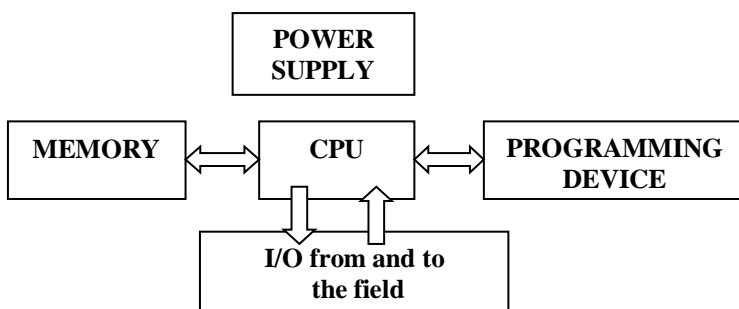 POWER
SUPPLY
MEMORY
CPU
PROGRAMMING
DEVICE
I/O from and to
the field